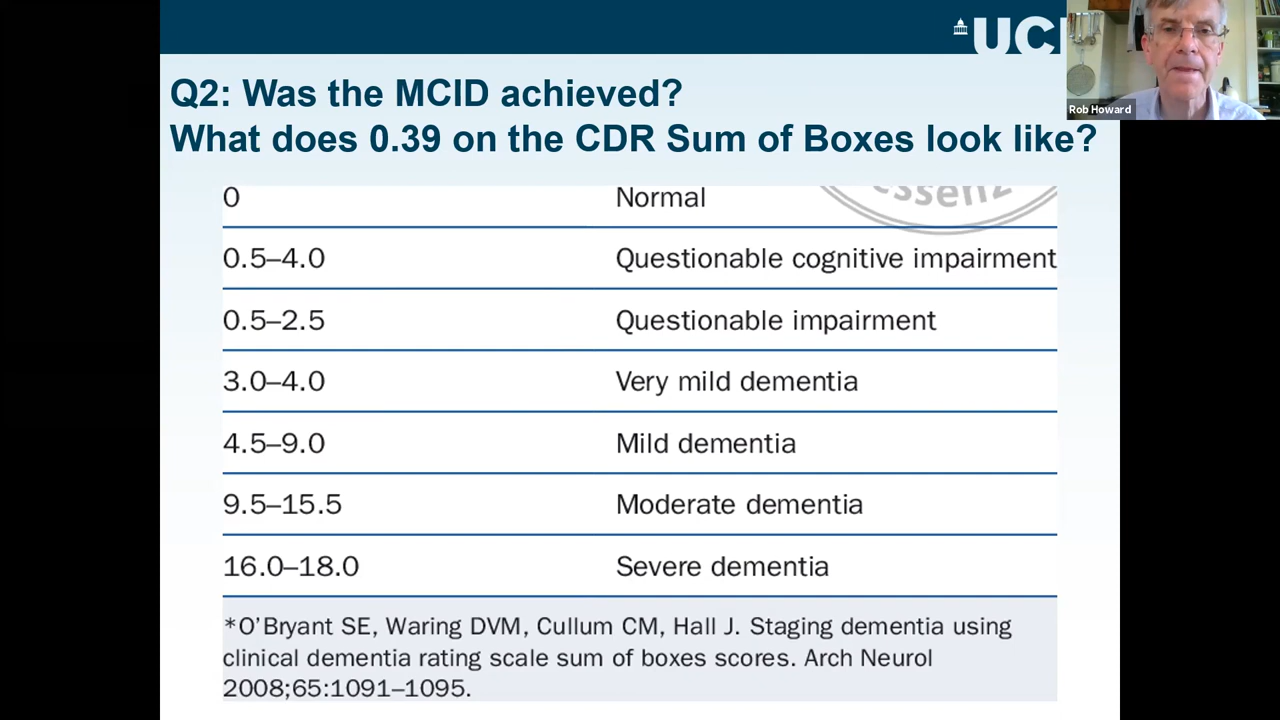 UCL
Rob Howard
Q2: Was the MCID achieved?
What does 0.39 on the CDR Sum of Boxes look like?
essenz
0 Normal
0.5–4.0 Questionable cognitive impairment
0.5–2.5 Questionable impairment
3.0–4.0 Very mild dementia
4.5–9.0 Mild dementia
9.5–15.5 Moderate dementia
16.0–18.0 Severe dementia
*O’Bryant SE, Waring DVM, Cullum CM, Hall J. Staging dementia using
clinical dementia rating scale sum of boxes scores. Arch Neurol
2008;65:1091–1095.